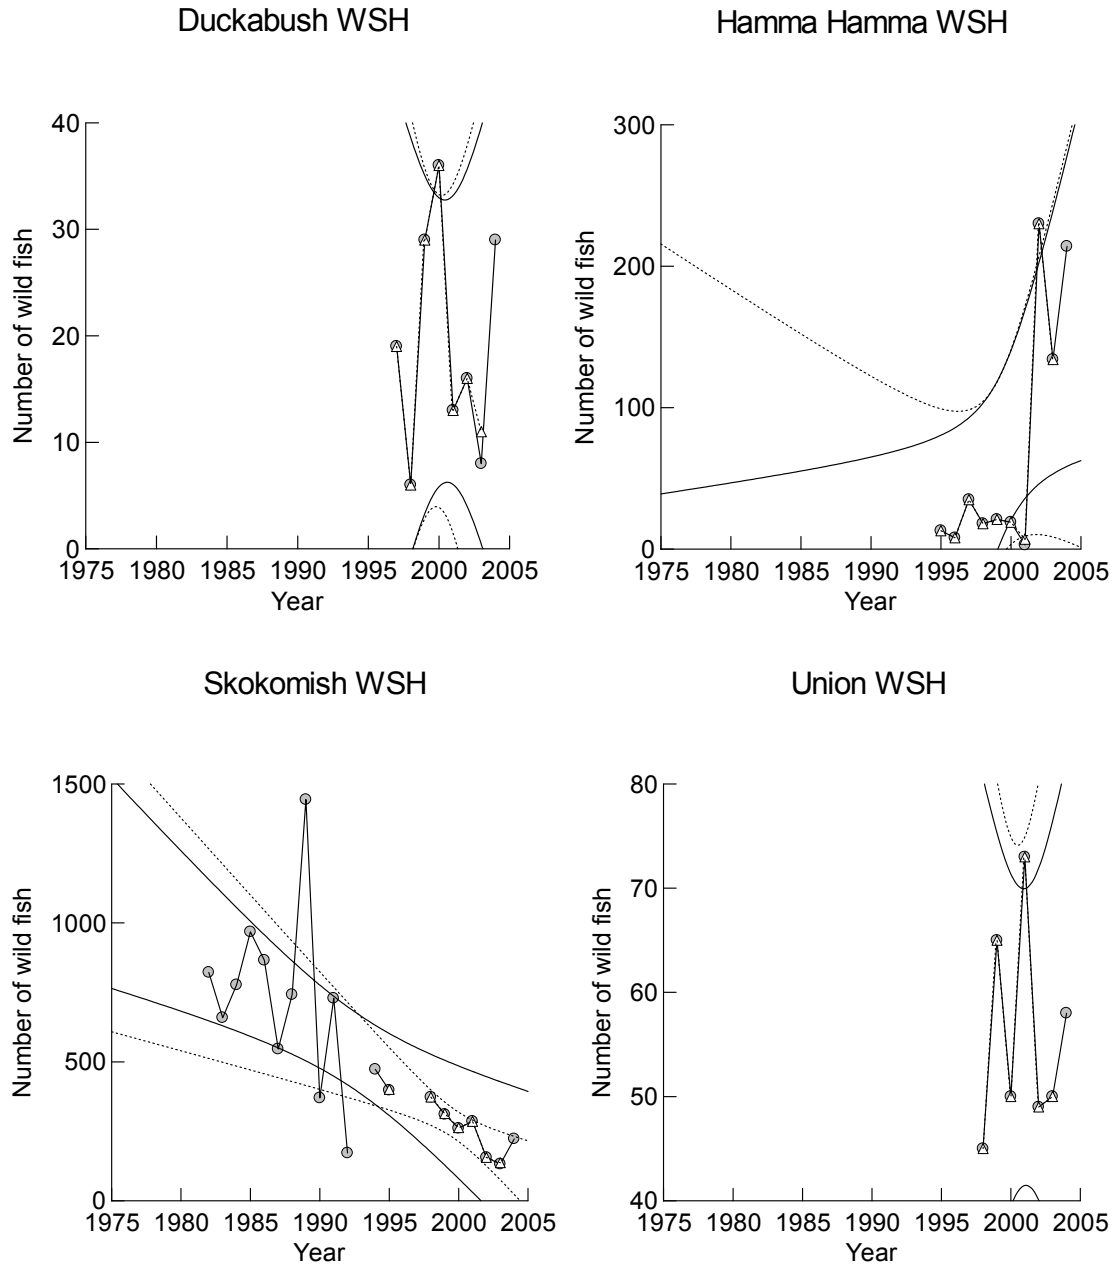 Duckabush WSH
Hamma Hamma WSH
Number of wild fish
40
30
20
10
0
1975 1980 1985 1990 1995 2000 2005
Year
Number of wild fish
300
200
100
0
1975 1980 1985 1990 1995 2000 2005
Year
Skokomish WSH
Union WSH
Number of wild fish
1500
1000
500
0
1975 1980 1985 1990 1995 2000 2005
Year
Number of wild fish
80
70
60
50
40
1975 1980 1985 1990 1995 2000 2005
Year